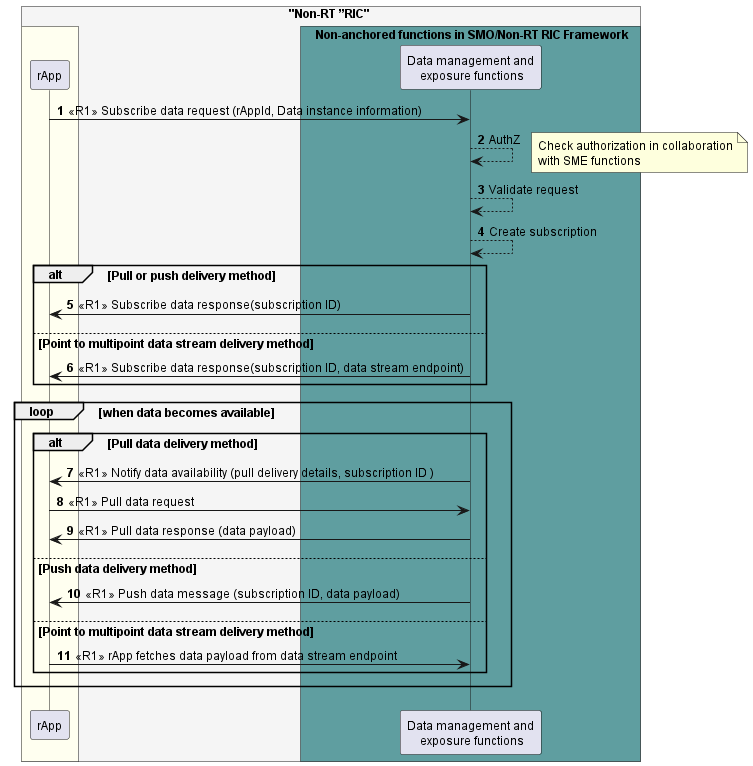 "Non-RT ”RIC"
Non-anchored functions in SMO/Non-RT RIC Framework
rApp
Data management and
exposure functions
1 «R1» Subscribe data request (rAppId, Data instance information)
2 AuthZ
Check authorization in collaboration
with SME functions
3 Validate request
4 Create subscription
alt [Pull or push delivery method]
5 «R1» Subscribe data response(subscription ID)
[Point to multipoint data stream delivery method]
6 «R1» Subscribe data response(subscription ID, data stream endpoint)
loop [when data becomes available]
alt [Pull data delivery method]
7 «R1» Notify data availability (pull delivery details, subscription ID )
8 «R1» Pull data request
9 «R1» Pull data response (data payload)
[Push data delivery method]
10 «R1» Push data message (subscription ID, data payload)
[Point to multipoint data stream delivery method]
11 «R1» rApp fetches data payload from data stream endpoint
rApp
Data management and
exposure functions